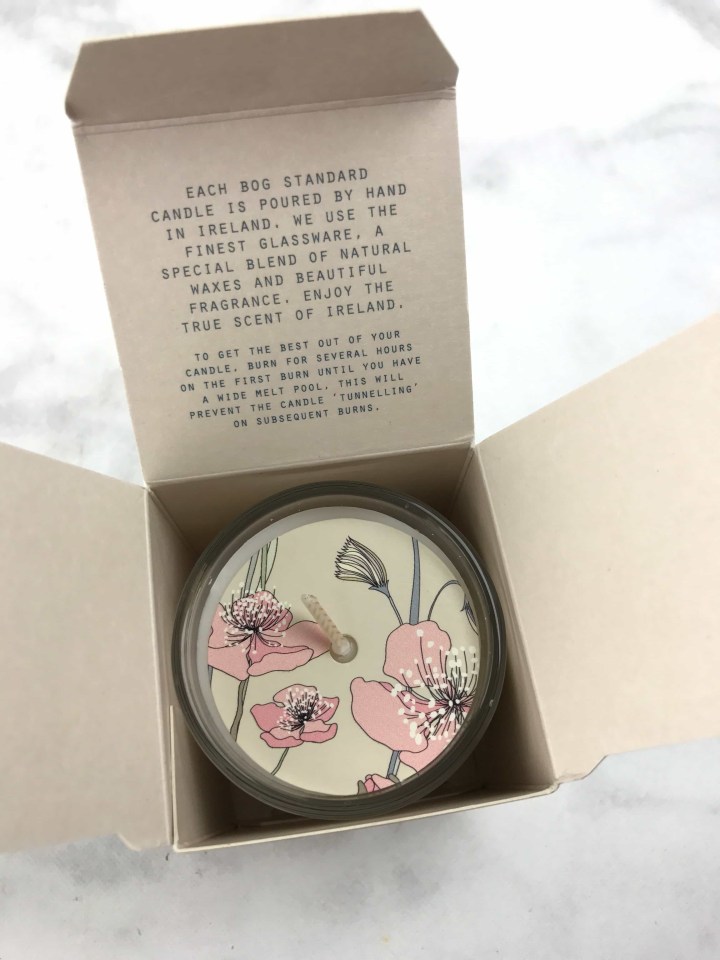 EACH BOG STANDARD
CANDLE IS POURED BY HAND
IN IRELAND. WE USE THE
FINEST GLASSWARE, A
SPECIAL BLEND OF NATURAL
WAXES AND BEAUTIFUL
FRAGRANCE. ENJOY THE
TRUE SCENT OF IRELAND.
TO GET THE BEST OUT OF YOUR
CANDLE, BURN FOR SEVERAL HOURS
ON THE FIRST BURN UNTIL YOU HAVE
A WIDE MELT POOL. THIS WILL
PREVENT THE CANDLE 'TUNNELLING'
ON SUBSEQUENT BURNS.